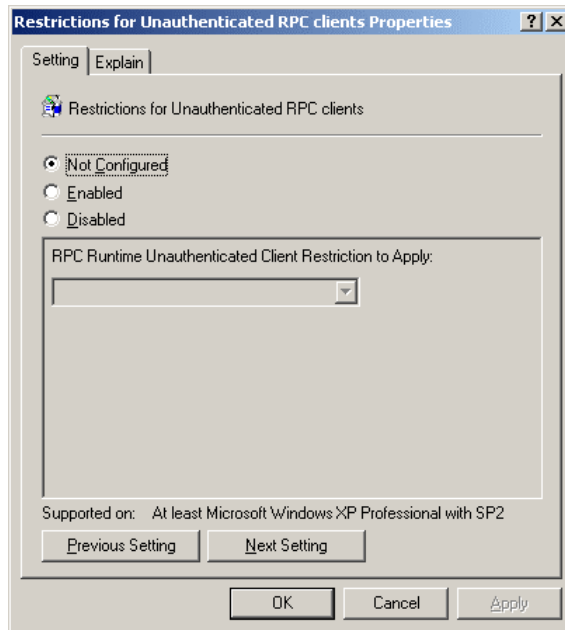 Restrictions for Unauthenticated RPC clients Properties
Setting
Explain
Restrictions for Unauthenticated RPC clients
Not Configured
Enabled
Disabled
RPC Runtime Unauthenticated Client Restriction to Apply:
Supported on: At least Microsoft Windows XP Professional with SP2
Previous Setting
Next Setting
OK
Cancel
Apply